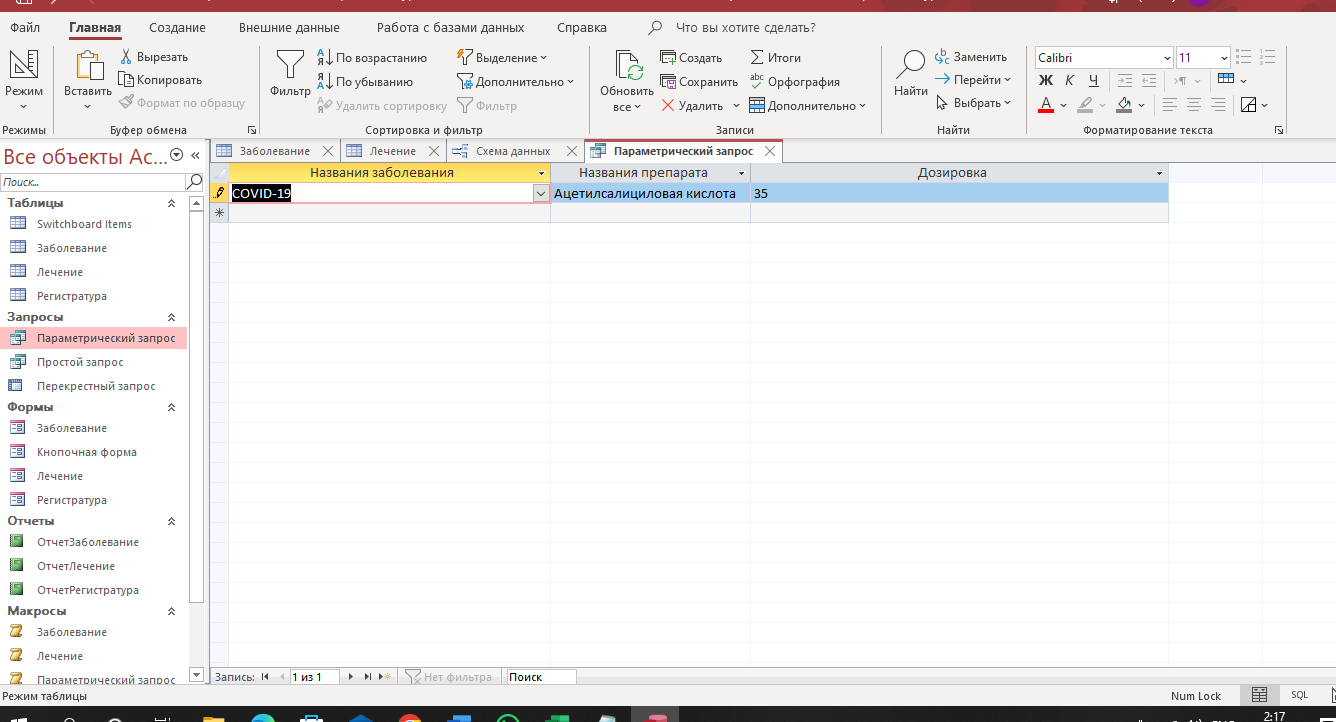 Файл Главная Создание Внешние данные Работа с базами данных Справка Что вы хотите сделать?
Режим
Режимы
Вставить
Вырезать
Копировать
Формат по образцу
Буфер обмена
Фильтр
По возрастанию
По убыванию
Удалить сортировку
Выделение
Дополнительно
Фильтр
Сортировка и фильтр
Обновить
все
Создать
Сохранить
Удалить
Итоги
Орфография
Дополнительно
Записи
Найти
Заменить
Перейти
Выбрать
Найти
Calibri 11
Ж К Ч
Форматирование текста
Все объекты Ac...
Поиск...
Таблицы
Switchboard Items
Заболевание
Лечение
Регистратура
Запросы
Параметрический запрос
Простой запрос
Перекрестный запрос
Формы
Заболевание
Кнопочная форма
Лечение
Регистратура
Отчеты
ОтчетЗаболевание
ОтчетЛечение
ОтчетРегистратура
Макросы
Заболевание
Лечение
Параметрический запрос
Заболевание Лечение Схема данных Параметрический запрос
Названия заболевания Названия препарата Дозировка
COVID-19 Ацетилсалициловая кислота 35
Запись: 1 из 1 Нет фильтра Поиск
Режим таблицы Num Lock SQL
2:17